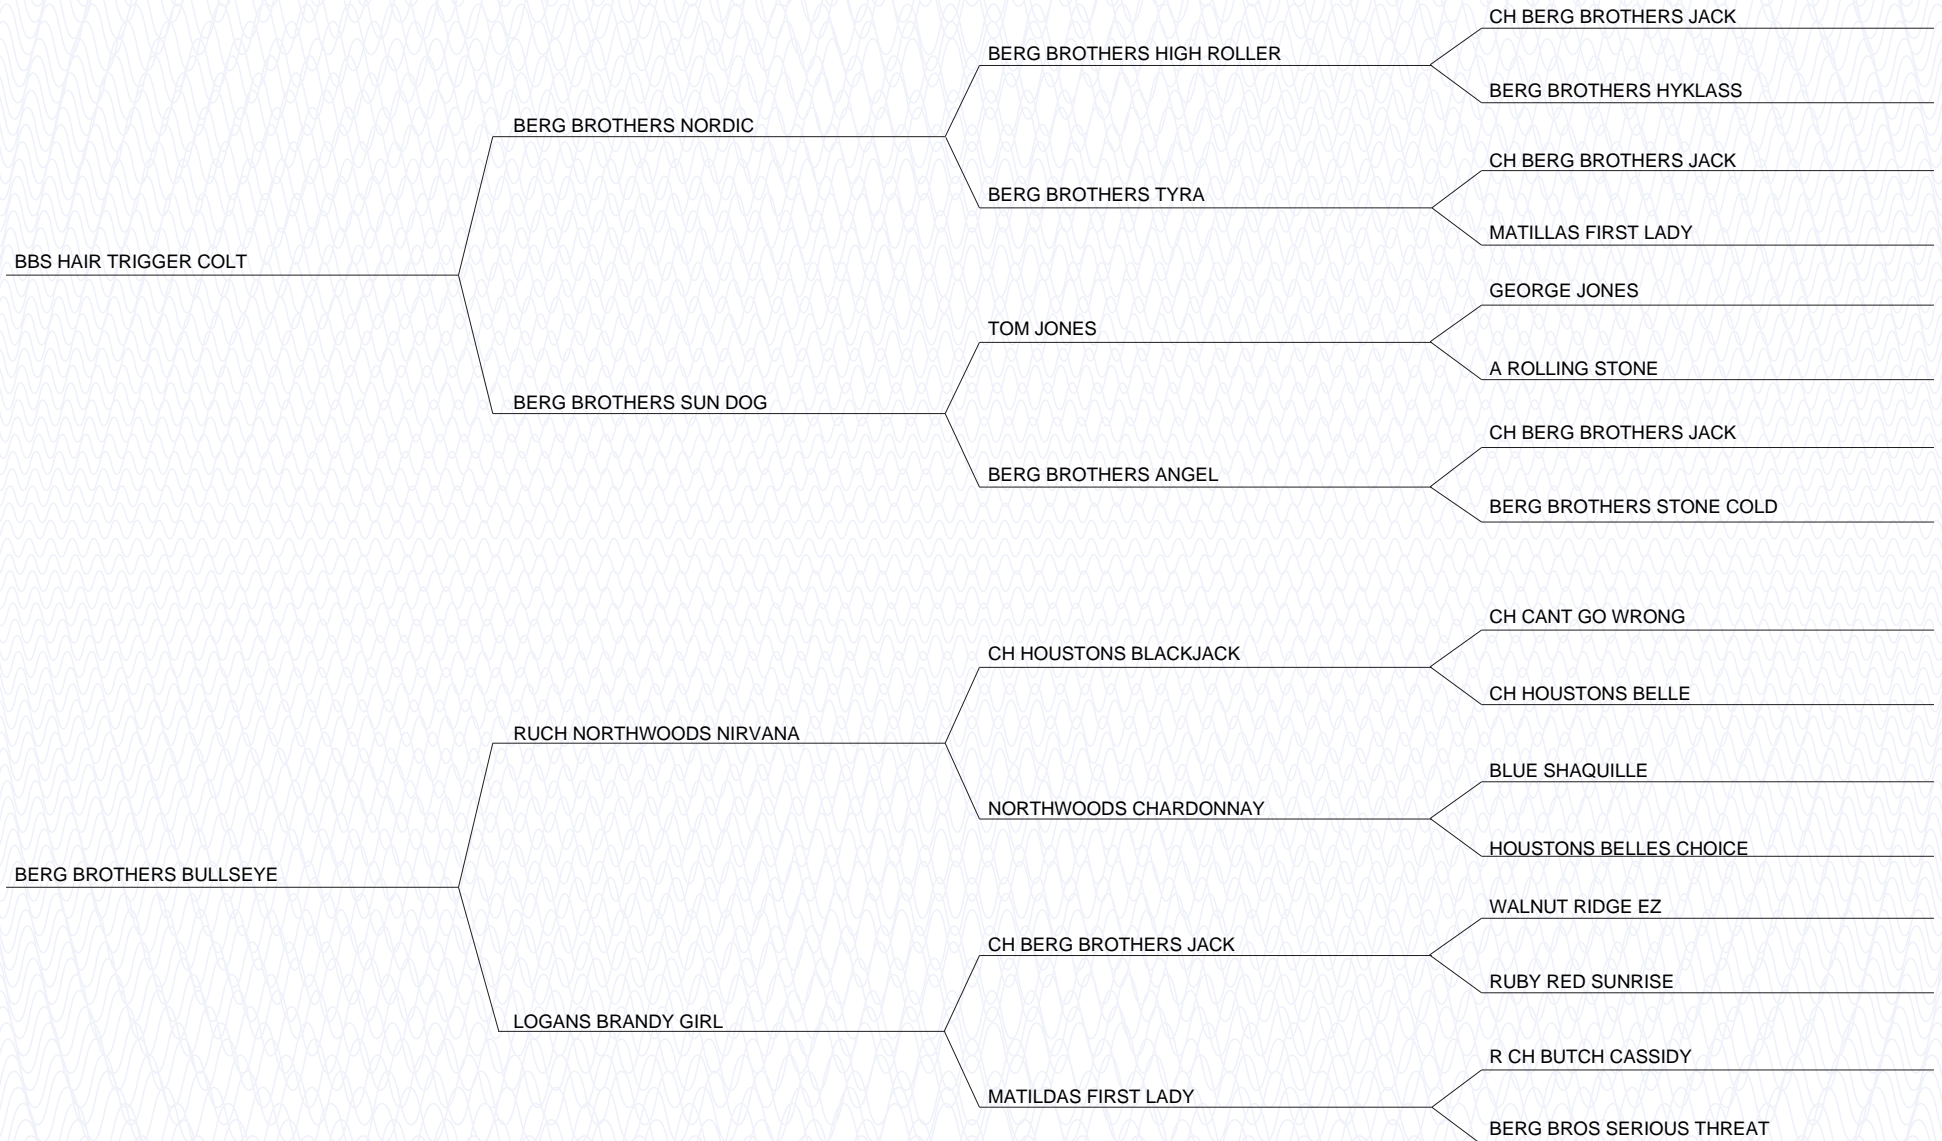 CH BERG BROTHERS JACK
BERG BROTHERS HIGH ROLLER
BERG BROTHERS HYKLASS
BERG BROTHERS NORDIC
CH BERG BROTHERS JACK
BERG BROTHERS TYRA
MATILLAS FIRST LADY
BBS HAIR TRIGGER COLT
GEORGE JONES
TOM JONES
A ROLLING STONE
BERG BROTHERS SUN DOG
CH BERG BROTHERS JACK
BERG BROTHERS ANGEL
BERG BROTHERS STONE COLD
CH CANT GO WRONG
CH HOUSTONS BLACKJACK
CH HOUSTONS BELLE
RUCH NORTHWOODS NIRVANA
BLUE SHAQUILLE
NORTHWOODS CHARDONNAY
HOUSTONS BELLES CHOICE
BERG BROTHERS BULLSEYE
WALNUT RIDGE EZ
CH BERG BROTHERS JACK
RUBY RED SUNRISE
LOGANS BRANDY GIRL
R CH BUTCH CASSIDY
MATILDAS FIRST LADY
BERG BROS SERIOUS THREAT